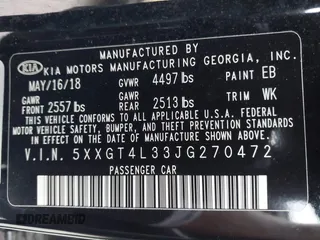 MANUFACTURED BY
KIA KIA MOTORS MANUFACTURING GEORGIA, INC.
MAY/16/18 GVWR 4497 lbs PAINT EB
GAWR FRONT 2557 lbs GAWR REAR 2513 lbs TRIM WK
THIS VEHICLE CONFORMS TO ALL APPLICABLE U.S. FEDERAL MOTOR VEHICLE
SAFETY, BUMPER, AND THEFT PREVENTION STANDARDS IN
EFFECT ON THE DATE OF MANUFACTURE SHOWN ABOVE.
V.I.N. 5XXGT4L33JG270472
PASSENGER CAR
DREAMBID